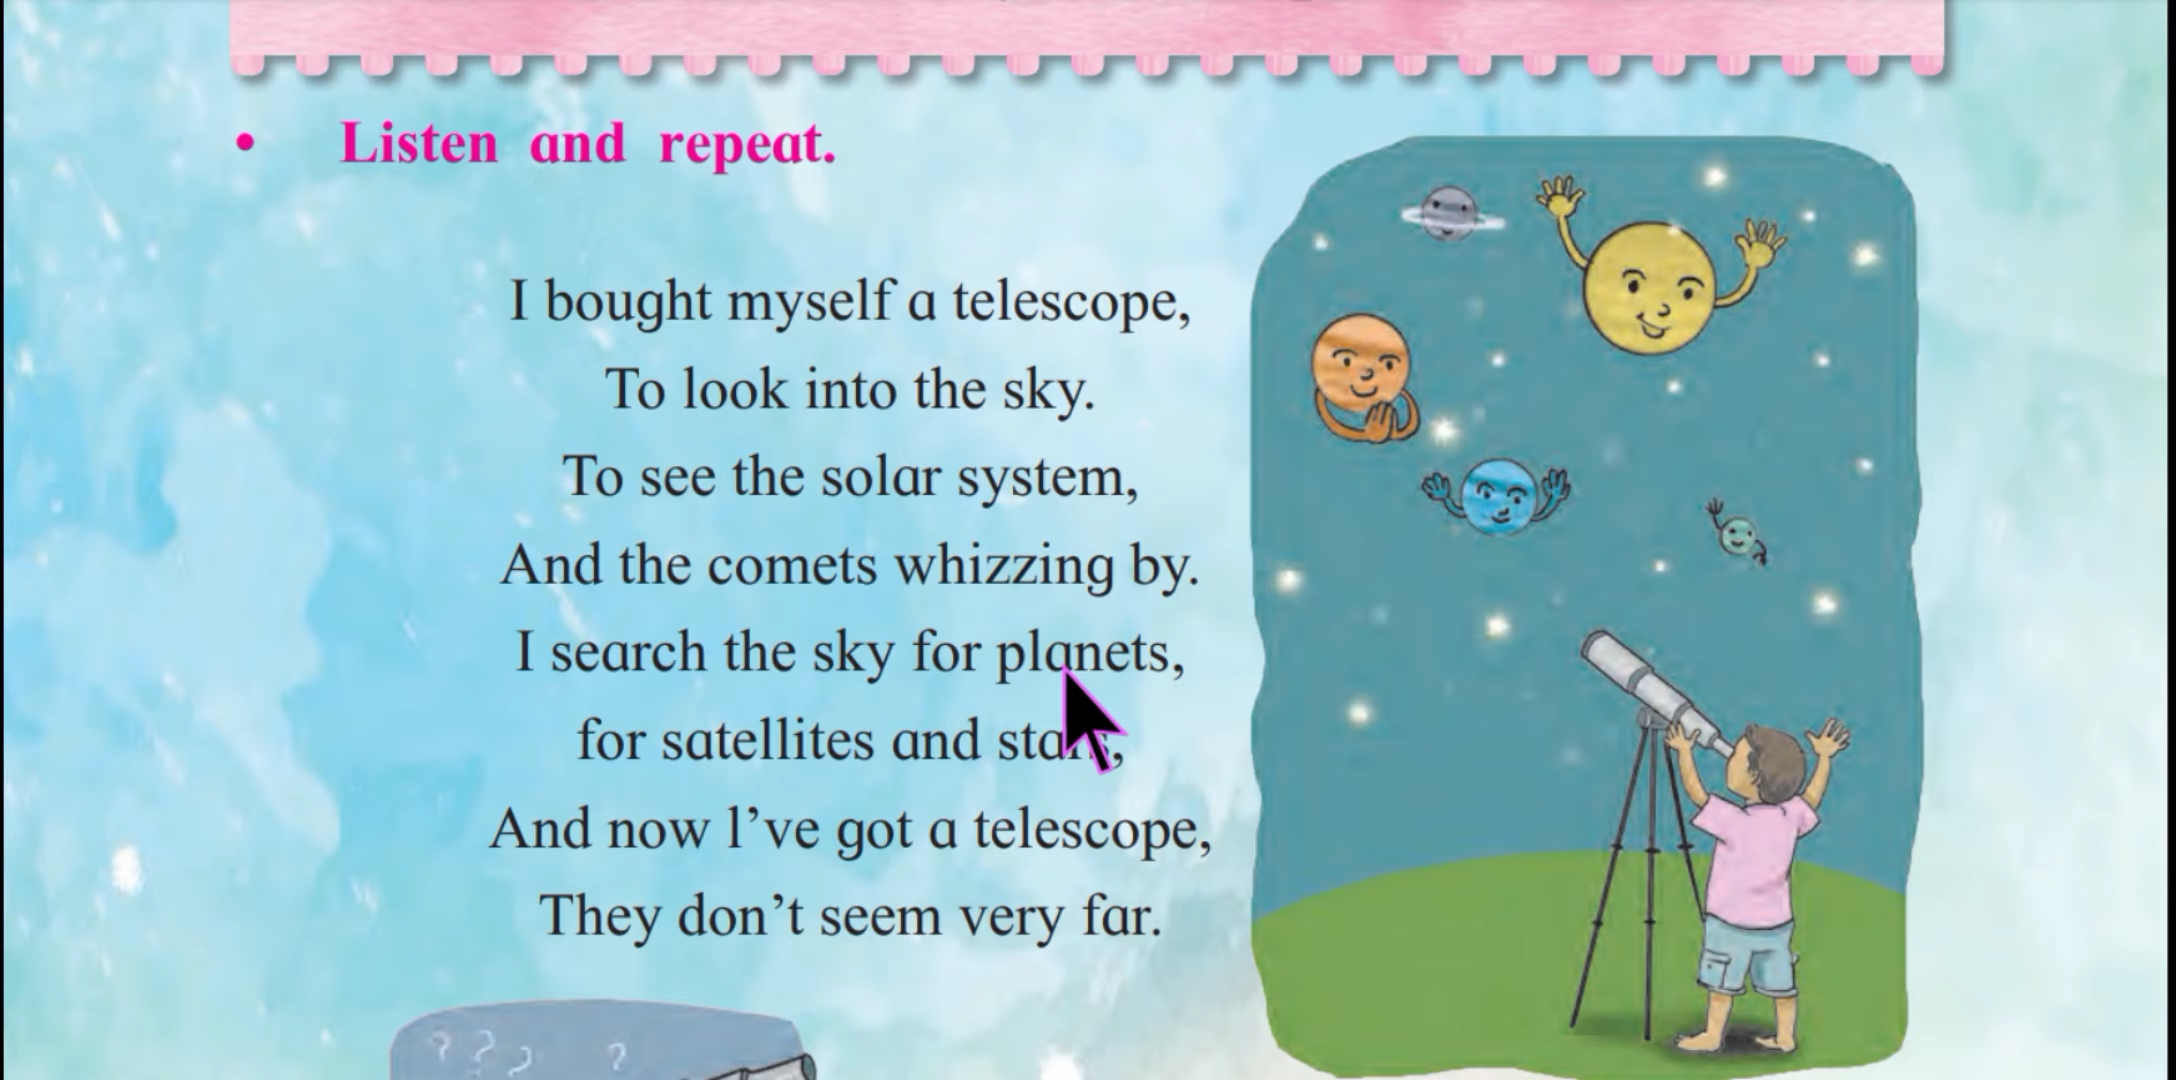 • Listen and repeat.
I bought myself a telescope,
To look into the sky.
To see the solar system,
And the comets whizzing by.
I search the sky for planets,
for satellites and stars,
And now l’ve got a telescope,
They don’t seem very far.
? ? ? ?